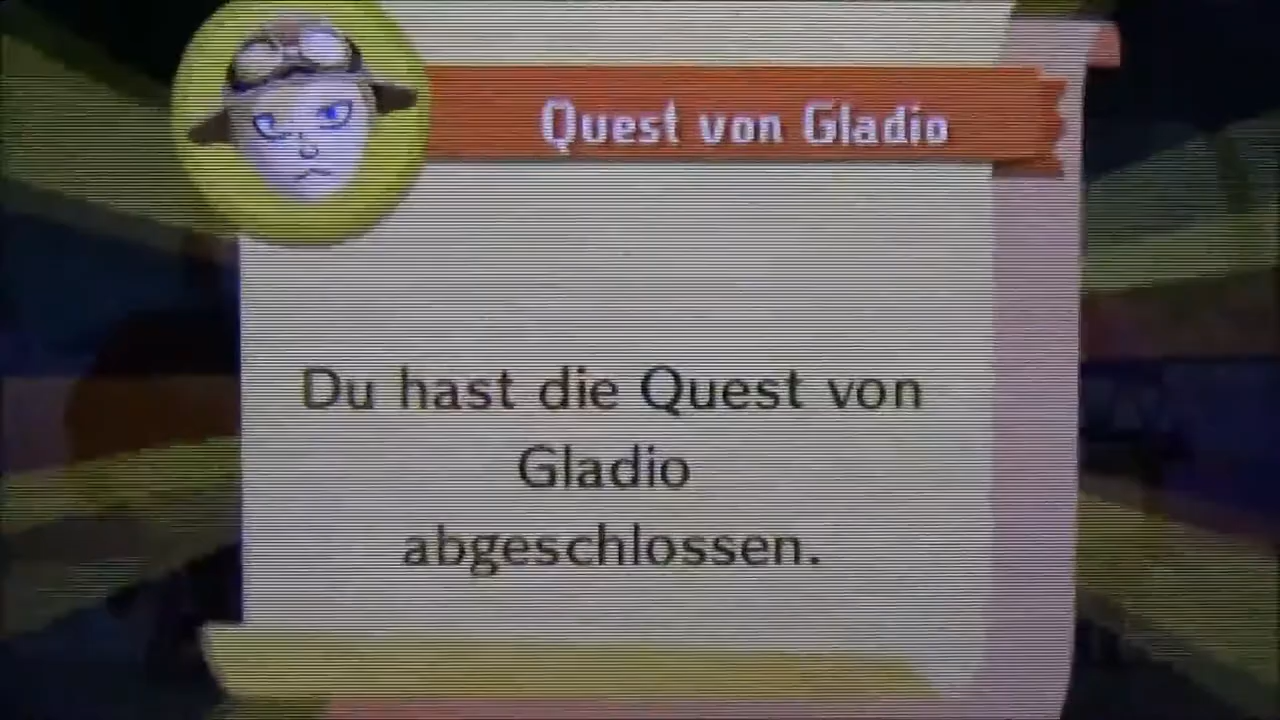 Quest von Gladio
Du hast die Quest von
Gladio
abgeschlossen.